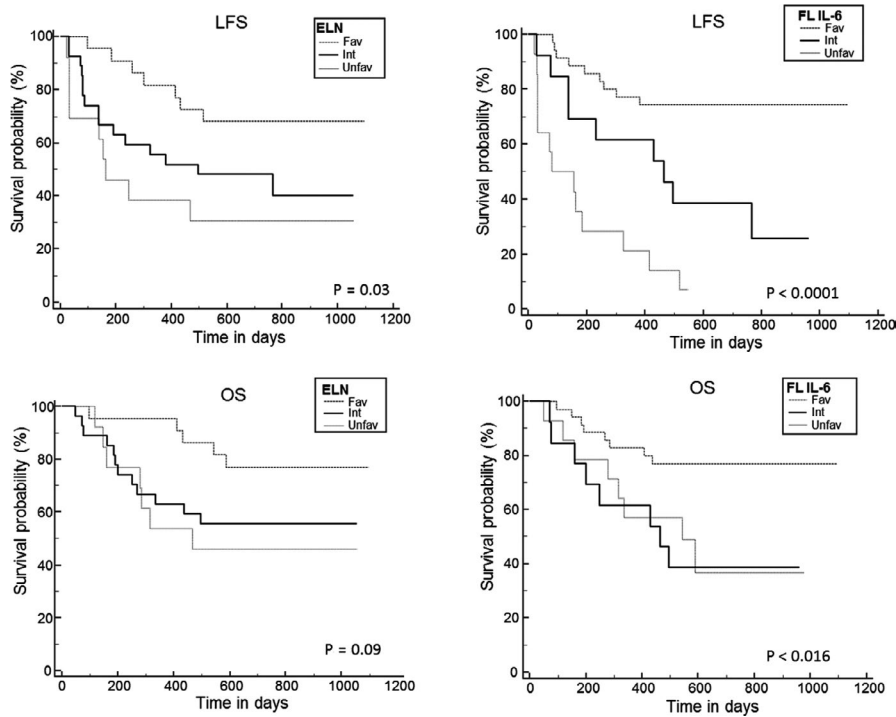 LFS
ELN
Fav
Int
Unfav
Survival probability (%)
100
80
60
40
20
0
P = 0.03
0 200 400 600 800 1000 1200
Time in days
LFS
FL IL-6
Fav
Int
Unfav
Survival probability (%)
100
80
60
40
20
0
P < 0.0001
0 200 400 600 800 1000 1200
Time in days
OS
ELN
Fav
Int
Unfav
Survival probability (%)
100
80
60
40
20
0
P = 0.09
0 200 400 600 800 1000 1200
Time in days
OS
FL IL-6
Fav
Int
Unfav
Survival probability (%)
100
80
60
40
20
0
P < 0.016
0 200 400 600 800 1000 1200
Time in days